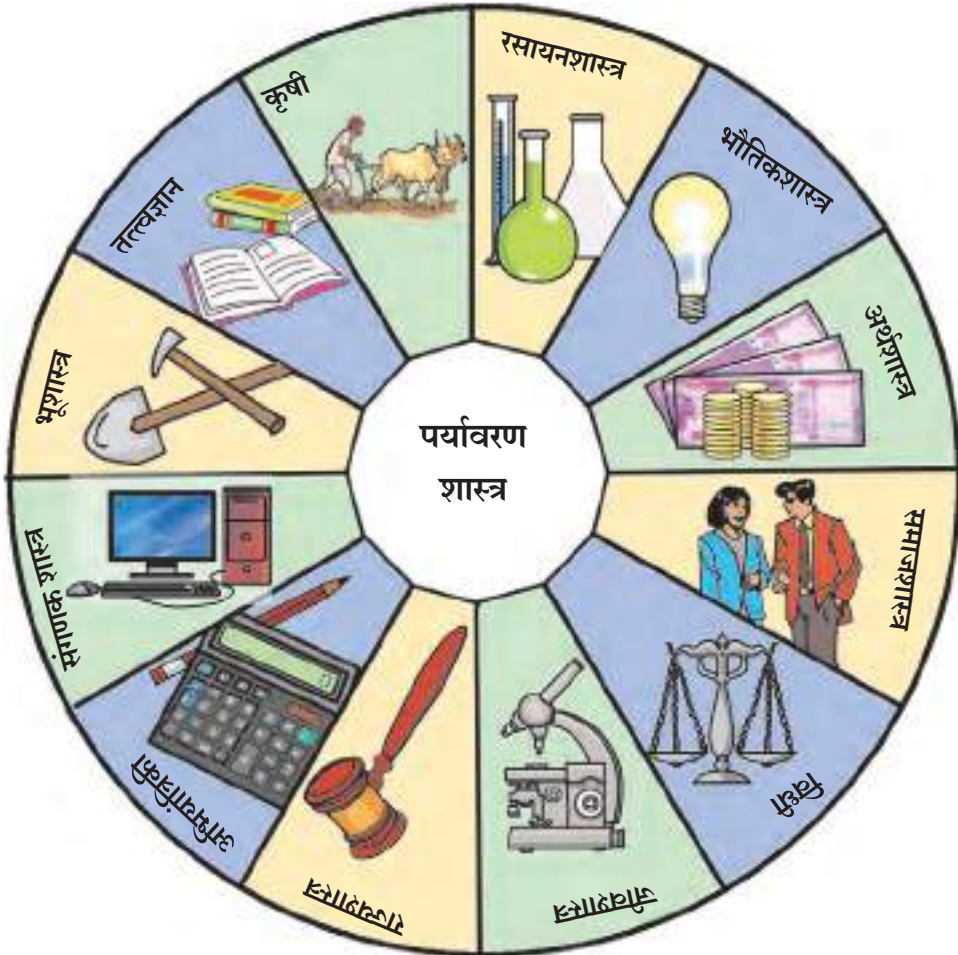 रसायनशास्त्र
भौतिकशास्त्र
अर्थशास्त्र
समाजशास्त्र
विधी
जीवशास्त्र
राज्यशास्त्र
अभियांत्रिकी
संगणक शास्त्र
भूशास्त्र
तत्त्वज्ञान
कृषी
पर्यावरण
शास्त्र